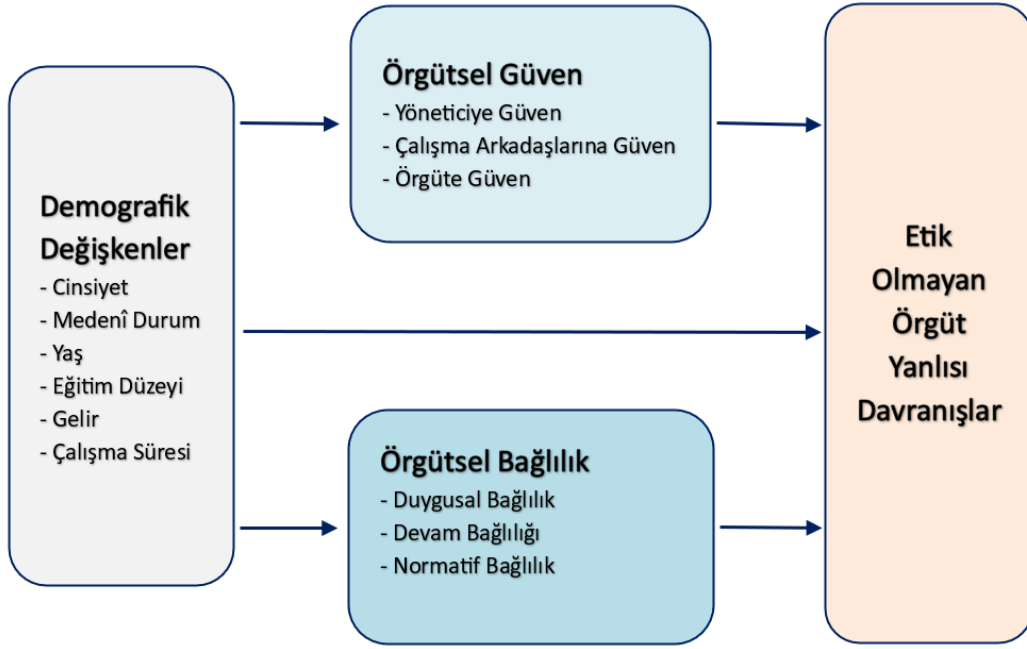 Demografik
Değişkenler
- Cinsiyet
- Medenî Durum
- Yaş
- Eğitim Düzeyi
- Gelir
- Çalışma Süresi
Örgütsel Güven
- Yöneticiye Güven
- Çalışma Arkadaşlarına Güven
- Örgüte Güven
Örgütsel Bağlılık
- Duygusal Bağlılık
- Devam Bağlılığı
- Normatif Bağlılık
Etik
Olmayan
Örgüt
Yanlısı
Davranışlar